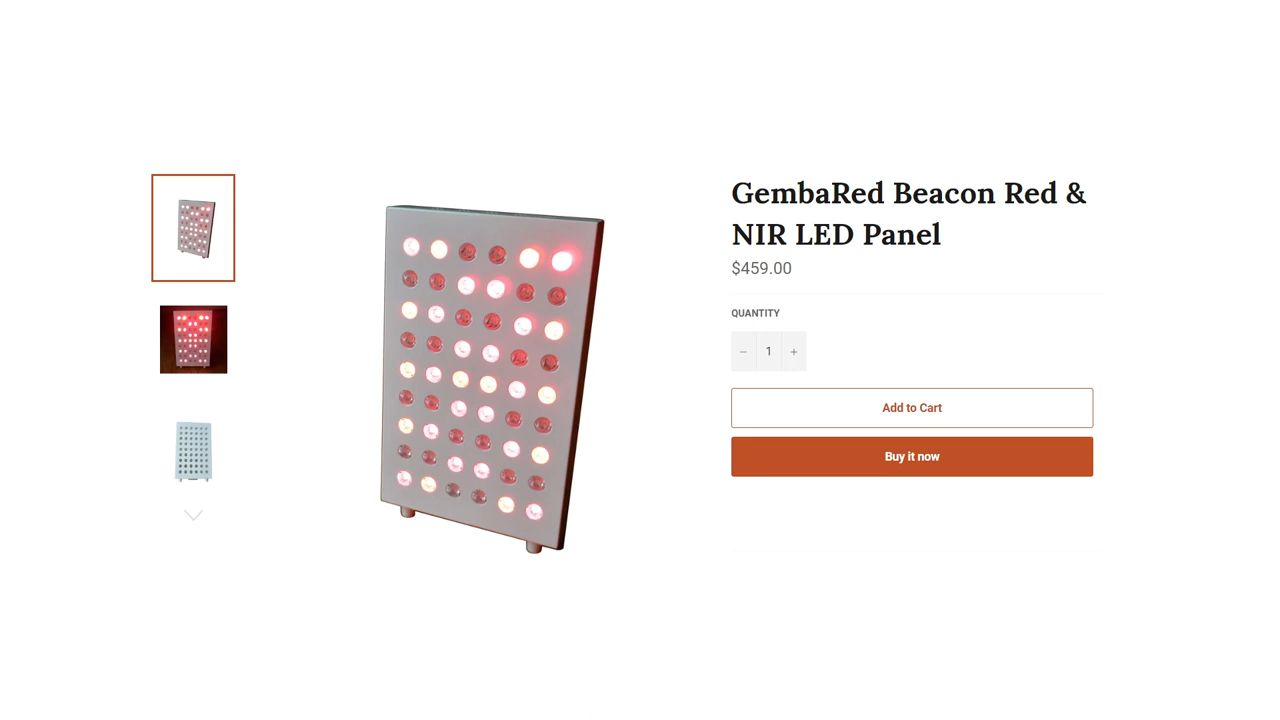 GembaRed Beacon Red &
NIR LED Panel
$459.00
QUANTITY
− 1 +
Add to Cart
Buy it now